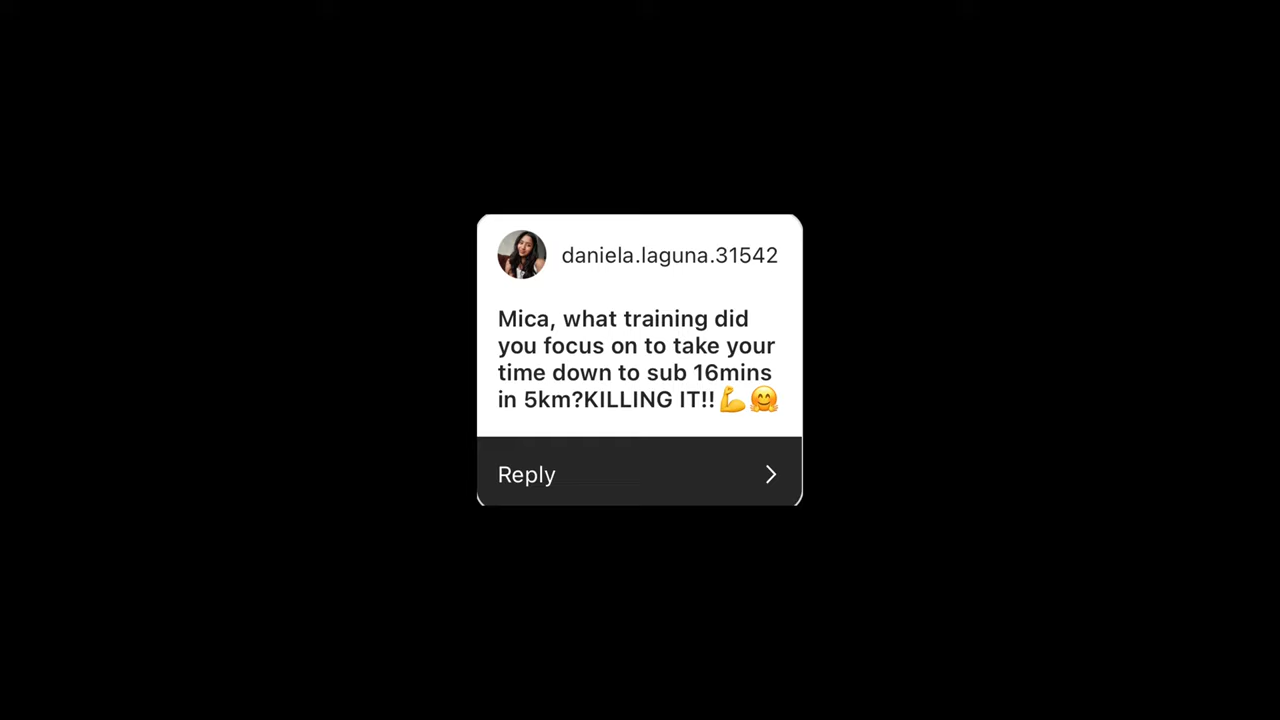 daniela.laguna.31542
Mica, what training did
you focus on to take your
time down to sub 16mins
in 5km?KILLING IT!!💪🤗
Reply